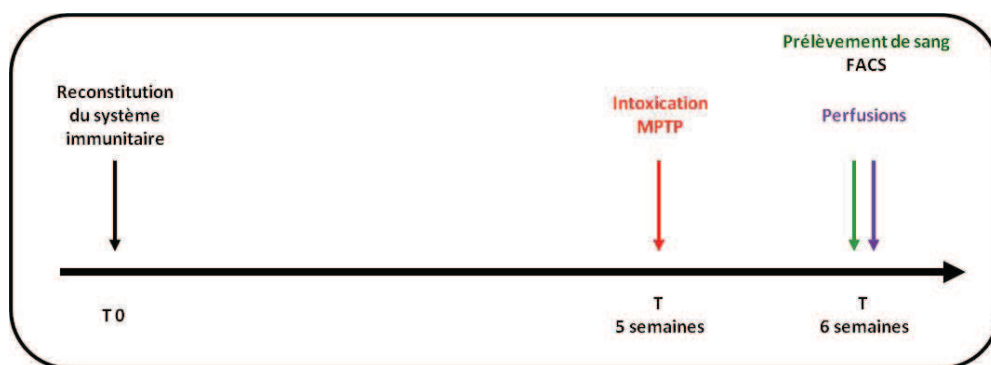 Prélèvement de sang
FACS
Reconstitution
du système
immunitaire
Intoxication
MPTP
Perfusions
T 0
T
5 semaines
T
6 semaines